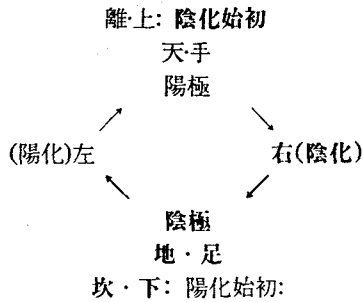 離·上: 陰化始初
天·手
陽極
(陽化)左 右(陰化)
陰極
地 · 足
坎 · 下: 陽化始初: